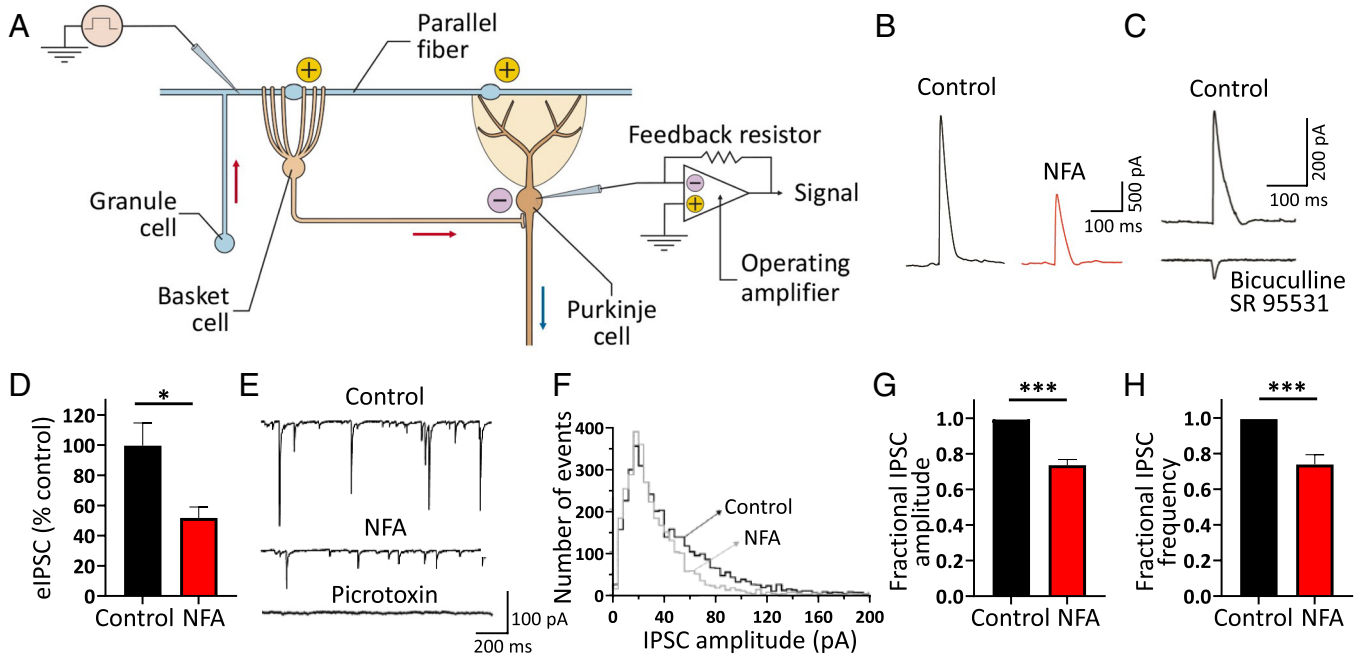 A
Parallel
fiber
+
+
Feedback resistor
−
+
Signal
Granule
cell
−
Operating
amplifier
Basket
cell
Purkinje
cell
B
Control
NFA
500 pA
100 ms
C
Control
200 pA
100 ms
Bicuculline
SR 95531
D
*
eIPSC (% control)
120
100
80
60
40
20
0
Control NFA
E
Control
NFA
Picrotoxin
100 pA
200 ms
F
Number of events
400
300
200
100
0
Control
NFA
0 40 80 120 160 200
IPSC amplitude (pA)
G
***
Fractional IPSC
amplitude
1.0
0.8
0.6
0.4
0.2
0.0
Control NFA
H
***
Fractional IPSC
frequency
1.0
0.8
0.6
0.4
0.2
0.0
Control NFA